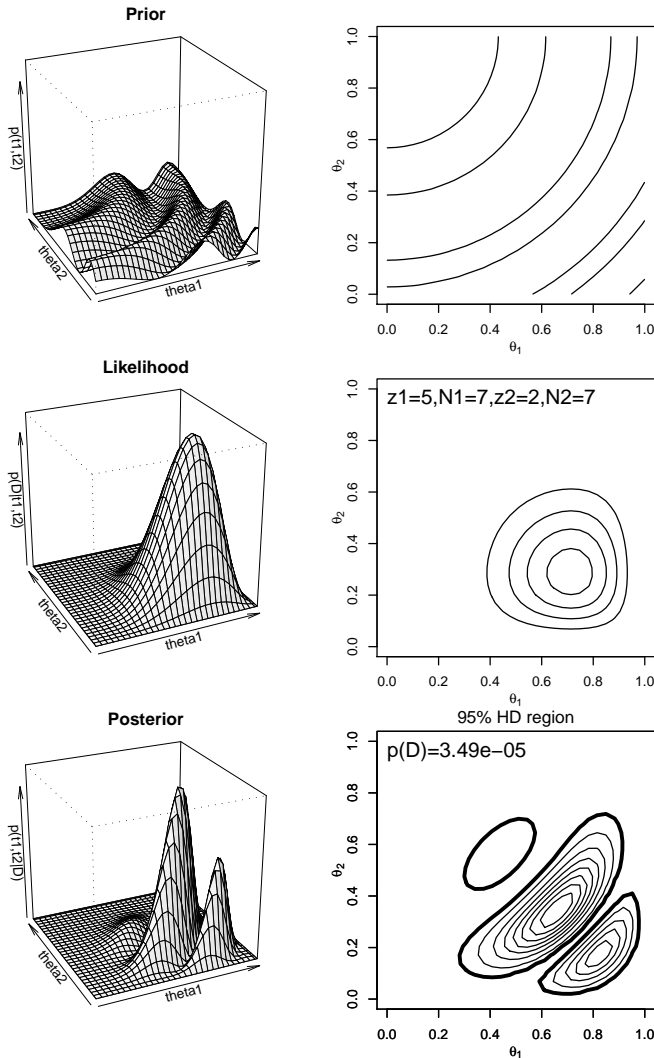 Prior
p(t1,t2)
theta2
theta1
θ2
0.0 0.2 0.4 0.6 0.8 1.0
0.0 0.2 0.4 0.6 0.8 1.0
θ1
Likelihood
p(D|t1,t2)
theta2
theta1
z1=5,N1=7,z2=2,N2=7
θ2
0.0 0.2 0.4 0.6 0.8 1.0
0.0 0.2 0.4 0.6 0.8 1.0
θ1
Posterior
p(t1,t2|D)
theta2
theta1
95% HD region
p(D)=3.49e−05
θ2
0.0 0.2 0.4 0.6 0.8 1.0
0.0 0.2 0.4 0.6 0.8 1.0
θ1